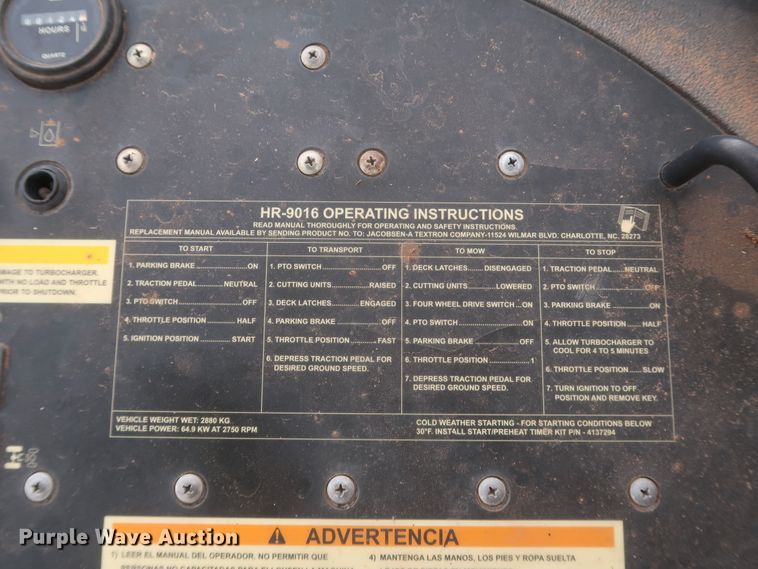 HOURS
QUARTZ
HR-9016 OPERATING INSTRUCTIONS
READ MANUAL THOROUGHLY FOR OPERATING AND SAFETY INSTRUCTIONS.
REPLACEMENT MANUAL AVAILABLE BY SENDING PRODUCT NO. TO: JACOBSEN-A TEXTRON COMPANY-11524 WILMAR BLVD. CHARLOTTE, NC. 28273
TO START
1. PARKING BRAKE..................ON
2. TRACTION PEDAL........NEUTRAL
3. PTO SWITCH.....................OFF
4. THROTTLE POSITION.......HALF
5. IGNITION POSITION.......START
TO TRANSPORT
1. PTO SWITCH...................OFF
2. CUTTING UNITS............RAISED
3. DECK LATCHES..........ENGAGED
4. PARKING BRAKE...............OFF
5. THROTTLE POSITION........FAST
6. DEPRESS TRACTION PEDAL FOR
DESIRED GROUND SPEED.
TO MOW
1. DECK LATCHES.....DISENGAGED
2. CUTTING UNITS........LOWERED
3. FOUR WHEEL DRIVE SWITCH...ON
4. PTO SWITCH......................ON
5. PARKING BRAKE...............OFF
6. THROTTLE POSITION.............1
7. DEPRESS TRACTION PEDAL FOR
DESIRED GROUND SPEED.
TO STOP
1. TRACTION PEDAL.....NEUTRAL
2. PTO SWITCH.................OFF
3. PARKING BRAKE..............ON
4. THROTTLE POSITION.......HALF
5. ALLOW TURBOCHARGER TO
COOL FOR 4 TO 5 MINUTES
6. THROTTLE POSITION......SLOW
7. TURN IGNITION TO OFF
POSITION AND REMOVE KEY.
VEHICLE WEIGHT WET: 2880 KG
VEHICLE POWER: 64.9 KW AT 2750 RPM
COLD WEATHER STARTING - FOR STARTING CONDITIONS BELOW
30°F. INSTALL START/PREHEAT TIMER KIT P/N - 4137294
TO TURBOCHARGER.
WITH NO LOAD AND THROTTLE
PRIOR TO SHUTDOWN.
Purple Wave Auction
ADVERTENCIA
1) LEER EL MANUAL DEL OPERADOR. NO PERMITIR QUE
4) MANTENGA LAS MANOS, LOS PIES Y ROPA SUELTA